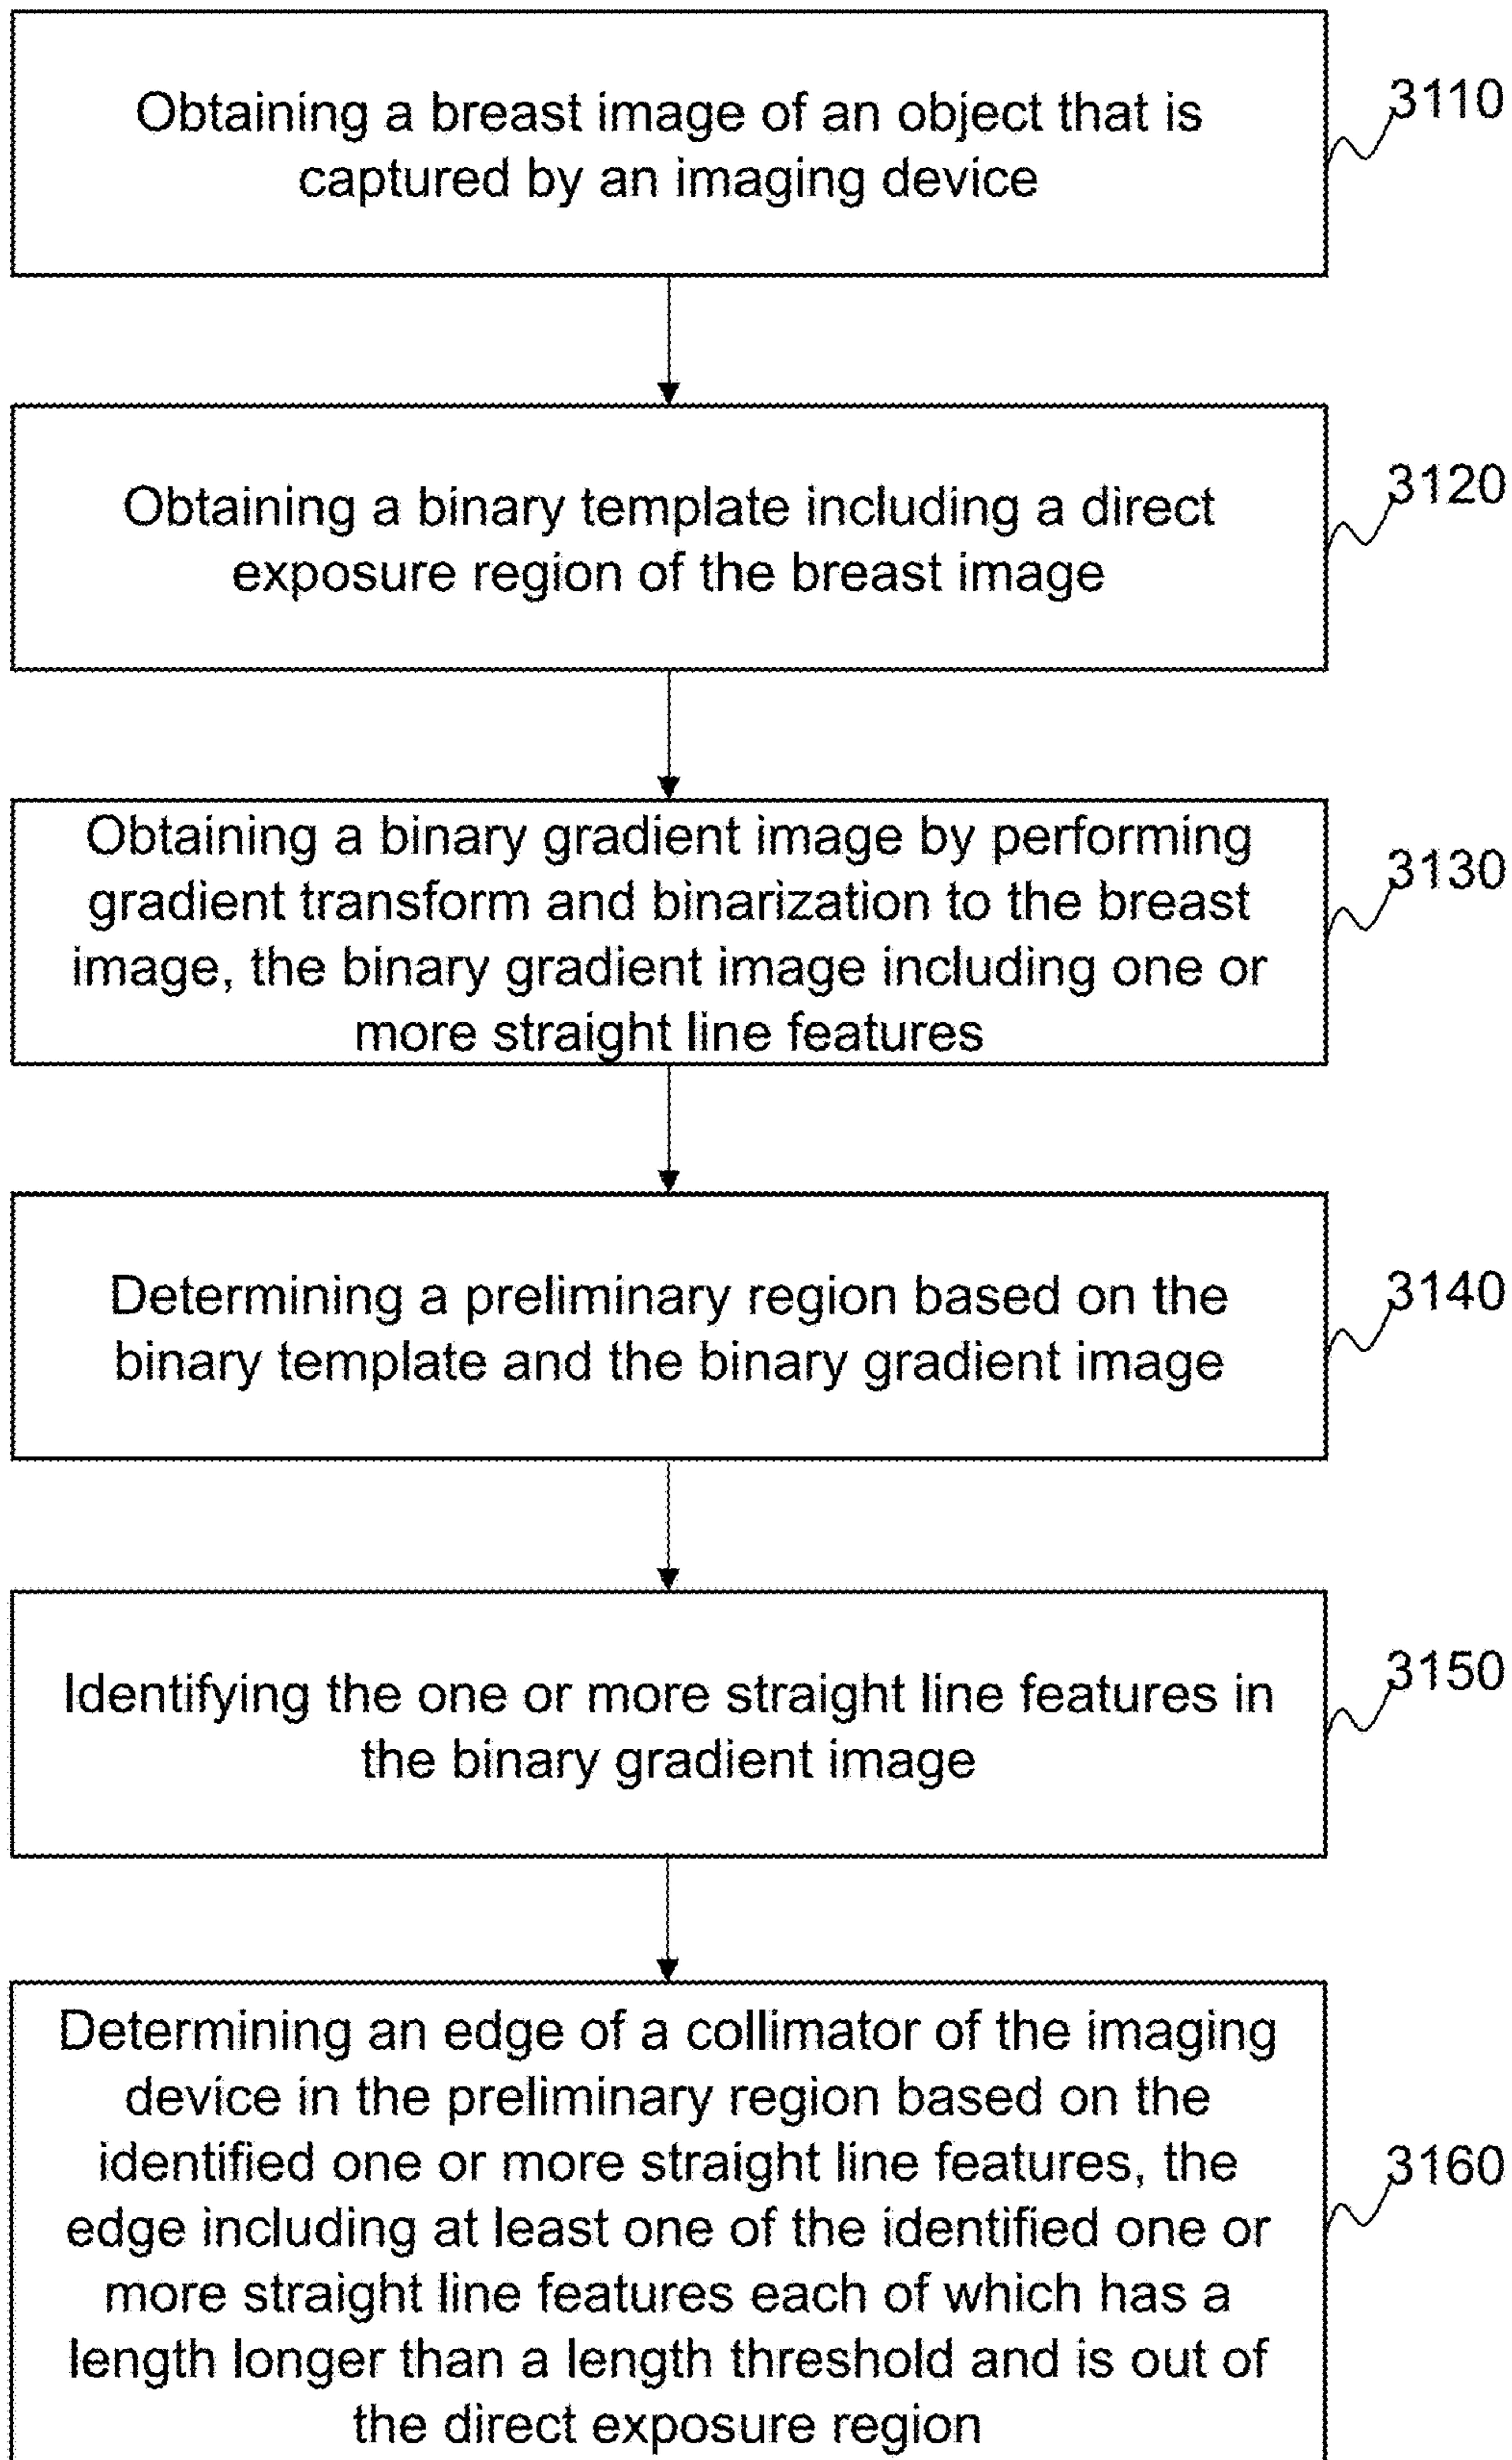 Obtaining a breast image of an object that is
captured by an imaging device
3110
Obtaining a binary template including a direct
exposure region of the breast image
3120
Obtaining a binary gradient image by performing
gradient transform and binarization to the breast
image, the binary gradient image including one or
more straight line features
3130
Determining a preliminary region based on the
binary template and the binary gradient image
3140
Identifying the one or more straight line features in
the binary gradient image
3150
Determining an edge of a collimator of the imaging
device in the preliminary region based on the
identified one or more straight line features, the
edge including at least one of the identified one or
more straight line features each of which has a
length longer than a length threshold and is out of
the direct exposure region
3160